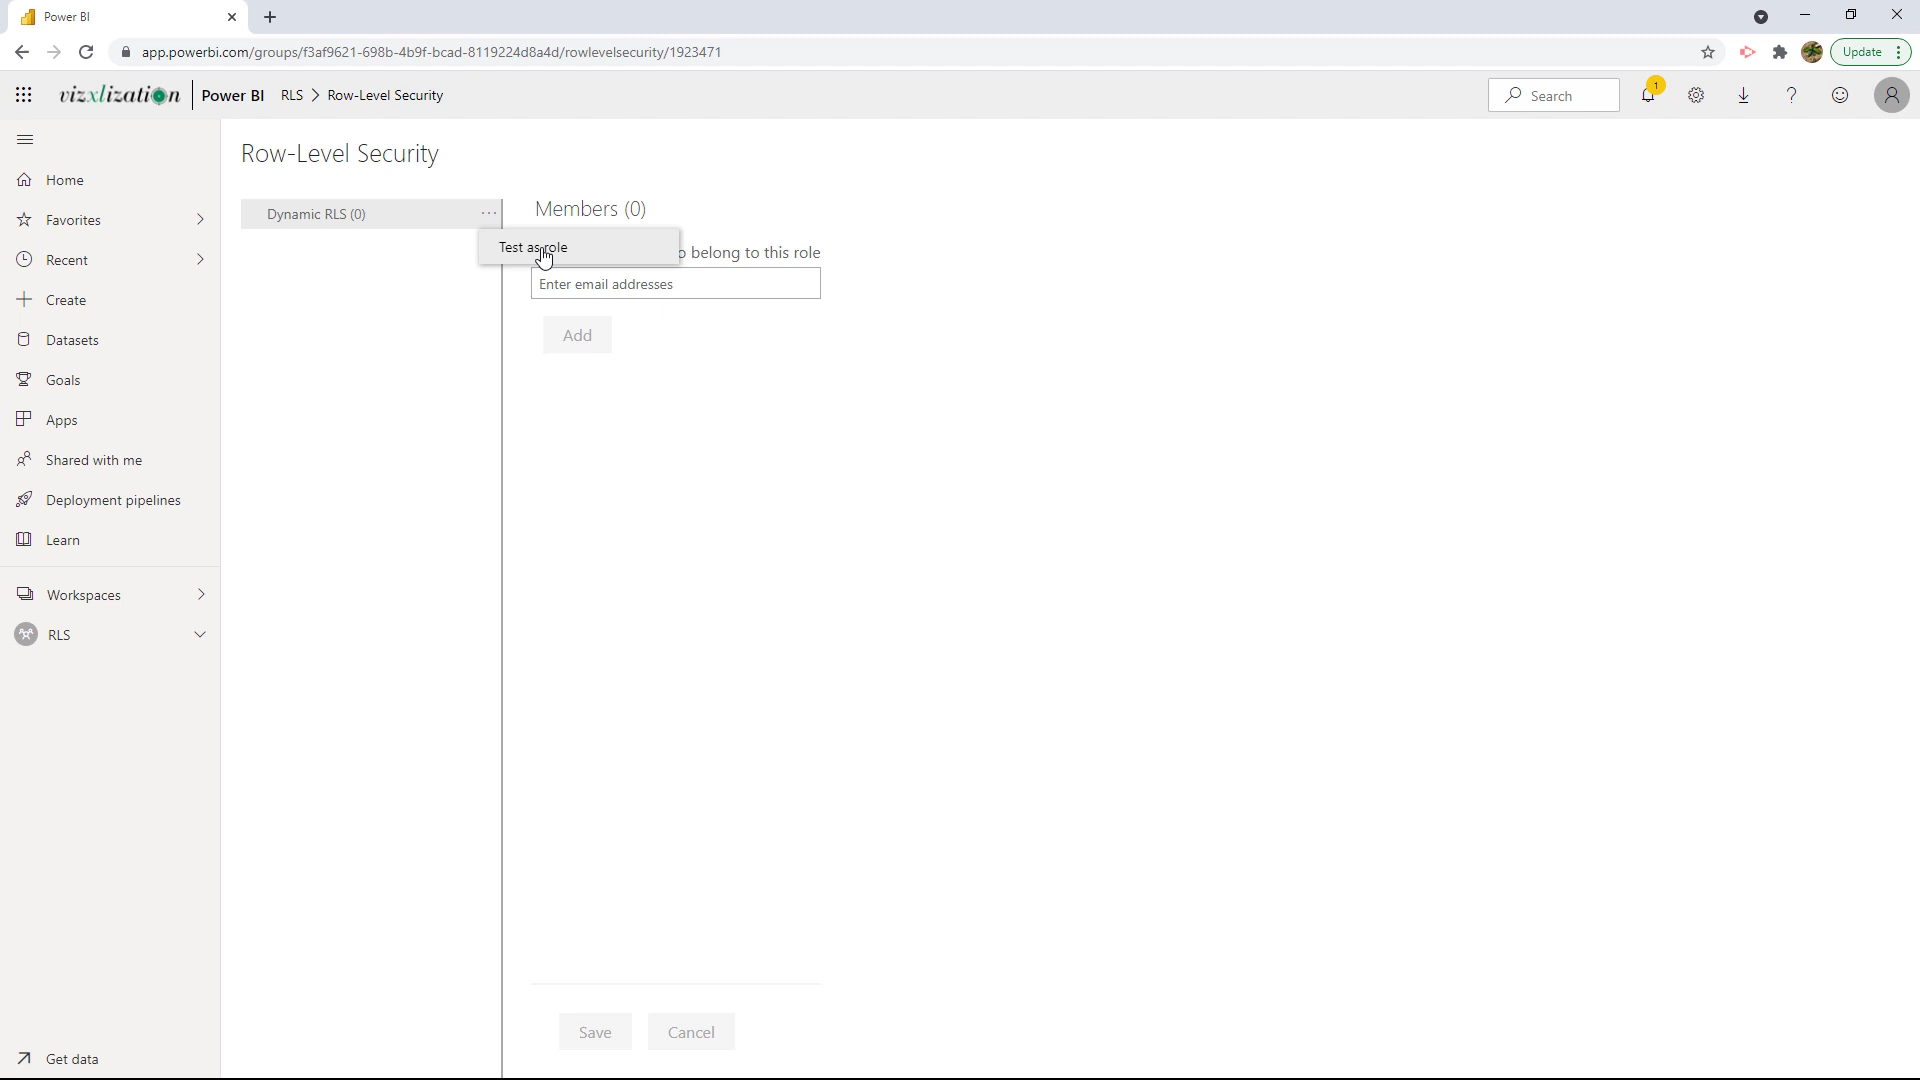 Power BI
app.powerbi.com/groups/f3af9621-698b-4b9f-bcad-8119224d8a4d/rowlevelsecurity/1923471
Update
vizxlization
Power BI
RLS > Row-Level Security
Search
1
Row-Level Security
Home
Favorites
Recent
Create
Datasets
Goals
Apps
Shared with me
Deployment pipelines
Learn
Workspaces
RLS
Get data
Dynamic RLS (0)
Members (0)
Test as role
belong to this role
Enter email addresses
Add
Save
Cancel